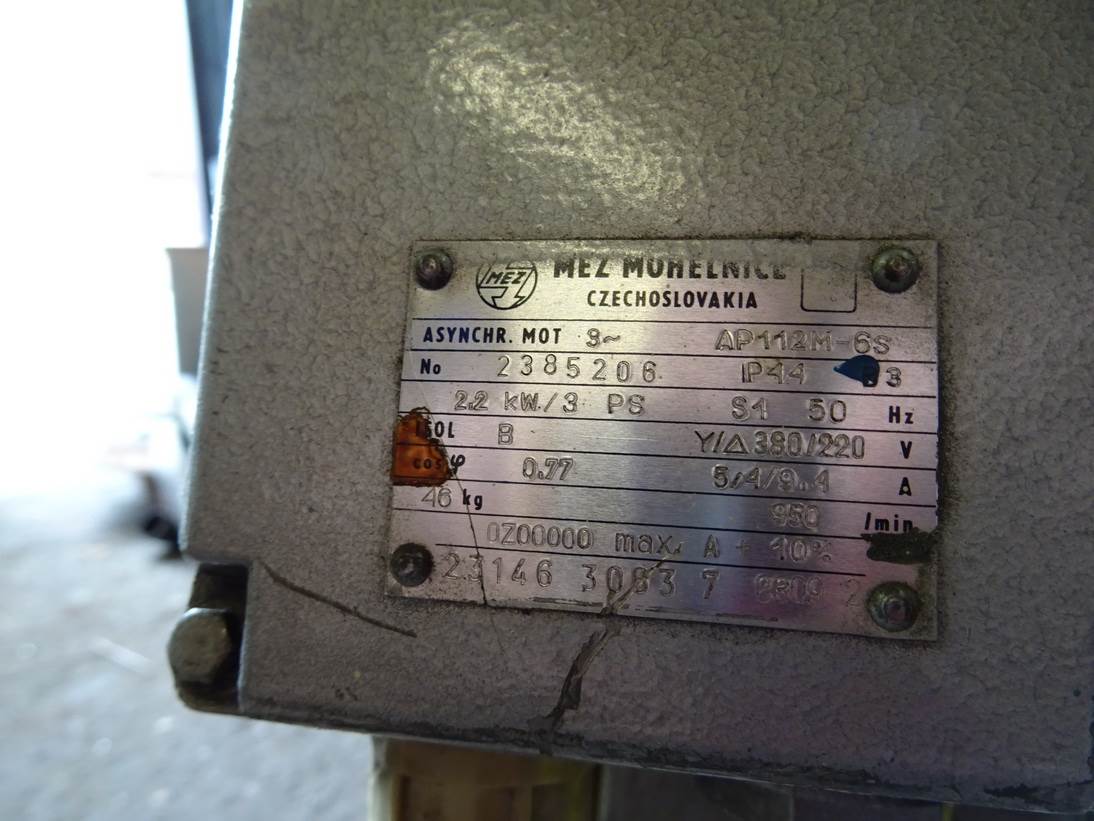 MEZ MEZ MOHELNICE
CZECHOSLOVAKIA
ASYNCHR. MOT 3~ AP112M-6S
No 2385206 IP44 3
2.2 kW/3 PS S1 50 Hz
ISOL B Y/△ 380/220 V
cos φ 0.77 5,4/9.4 A
46 kg 950 /min
0Z00000 max. A + 10%
23146 3083 7 2